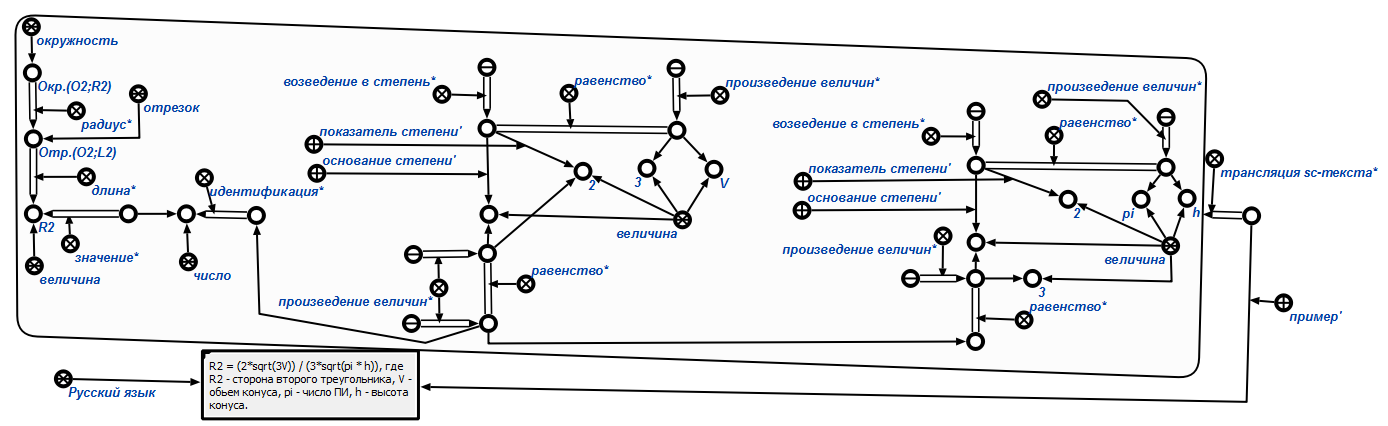 окружность
Окр.(О2;R2)
радиус*
отрезок
Отр.(О2;L2)
длина*
идентификация*
R2
значение*
величина
число
возведение в степень*
равенство*
произведение величин*
показатель степени'
основание степени'
2
3
V
величина
равенство*
произведение величин*
произведение величин*
возведение в степень*
равенство*
показатель степени'
основание степени'
2
pi
h
трансляция sc-текста*
произведение величин*
величина
3
равенство*
пример'
Русский язык
R2 = (2*sqrt(3V)) / (3*sqrt(pi * h)), где
R2 - сторона второго треугольника, V -
обьем конуса, pi - число ПИ, h - высота
конуса.